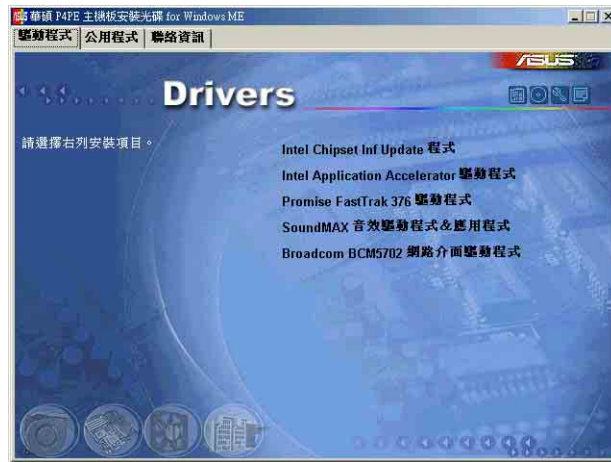 華碩 P4PE 主機板安裝光碟 for Windows ME
驅動程式 公用程式 聯絡資訊
ASUS
Drivers
請選擇右列安裝項目。
Intel Chipset Inf Update 程式
Intel Application Accelerator 驅動程式
Promise FastTrak 376 驅動程式
SoundMAX 音效驅動程式&應用程式
Broadcom BCM5702 網路介面驅動程式